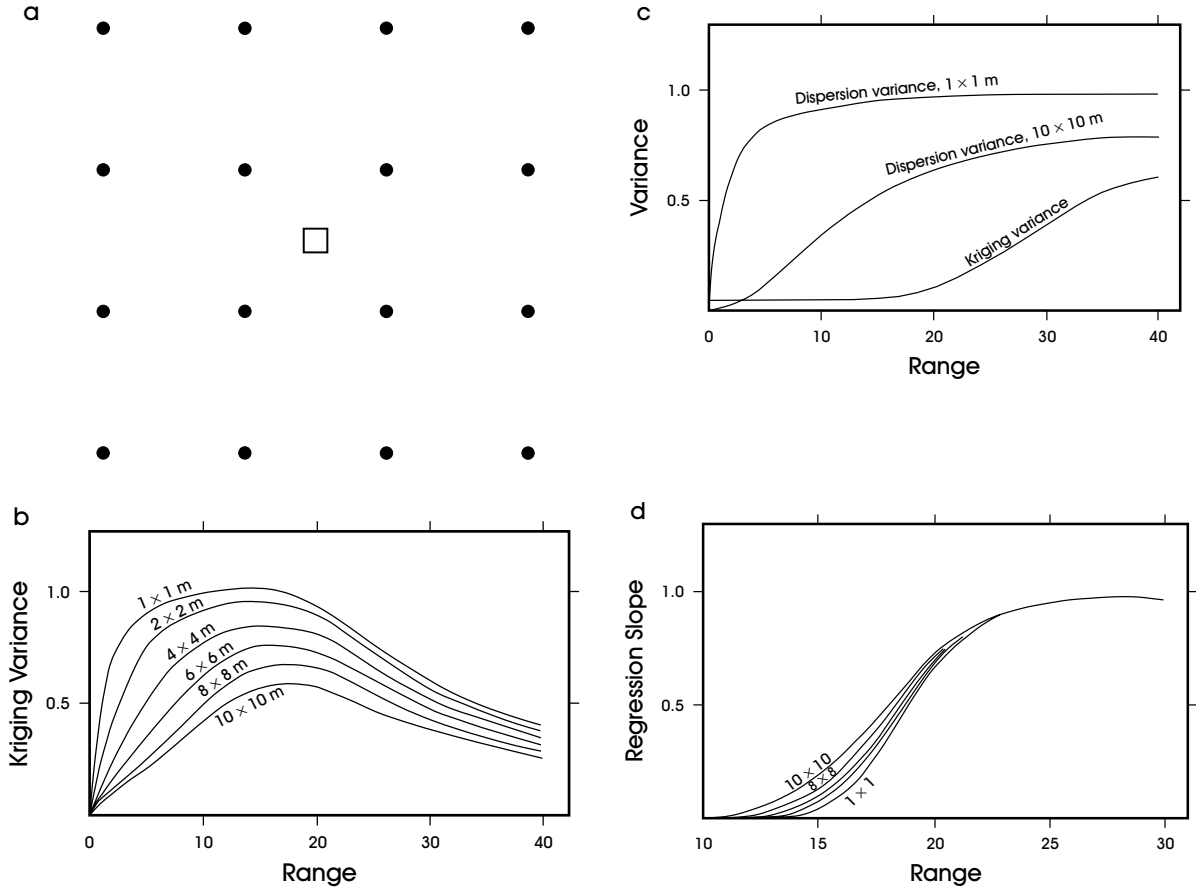 a
b
1.0
0.5
Kriging Variance
1 × 1 m
2 × 2 m
4 × 4 m
6 × 6 m
8 × 8 m
10 × 10 m
0
10
20
30
40
Range
c
1.0
0.5
Variance
Dispersion variance, 1 × 1 m
Dispersion variance, 10 × 10 m
Kriging variance
0
10
20
30
40
Range
d
1.0
0.5
Regression Slope
10 × 10
8 × 8
1 × 1
10
15
20
25
30
Range